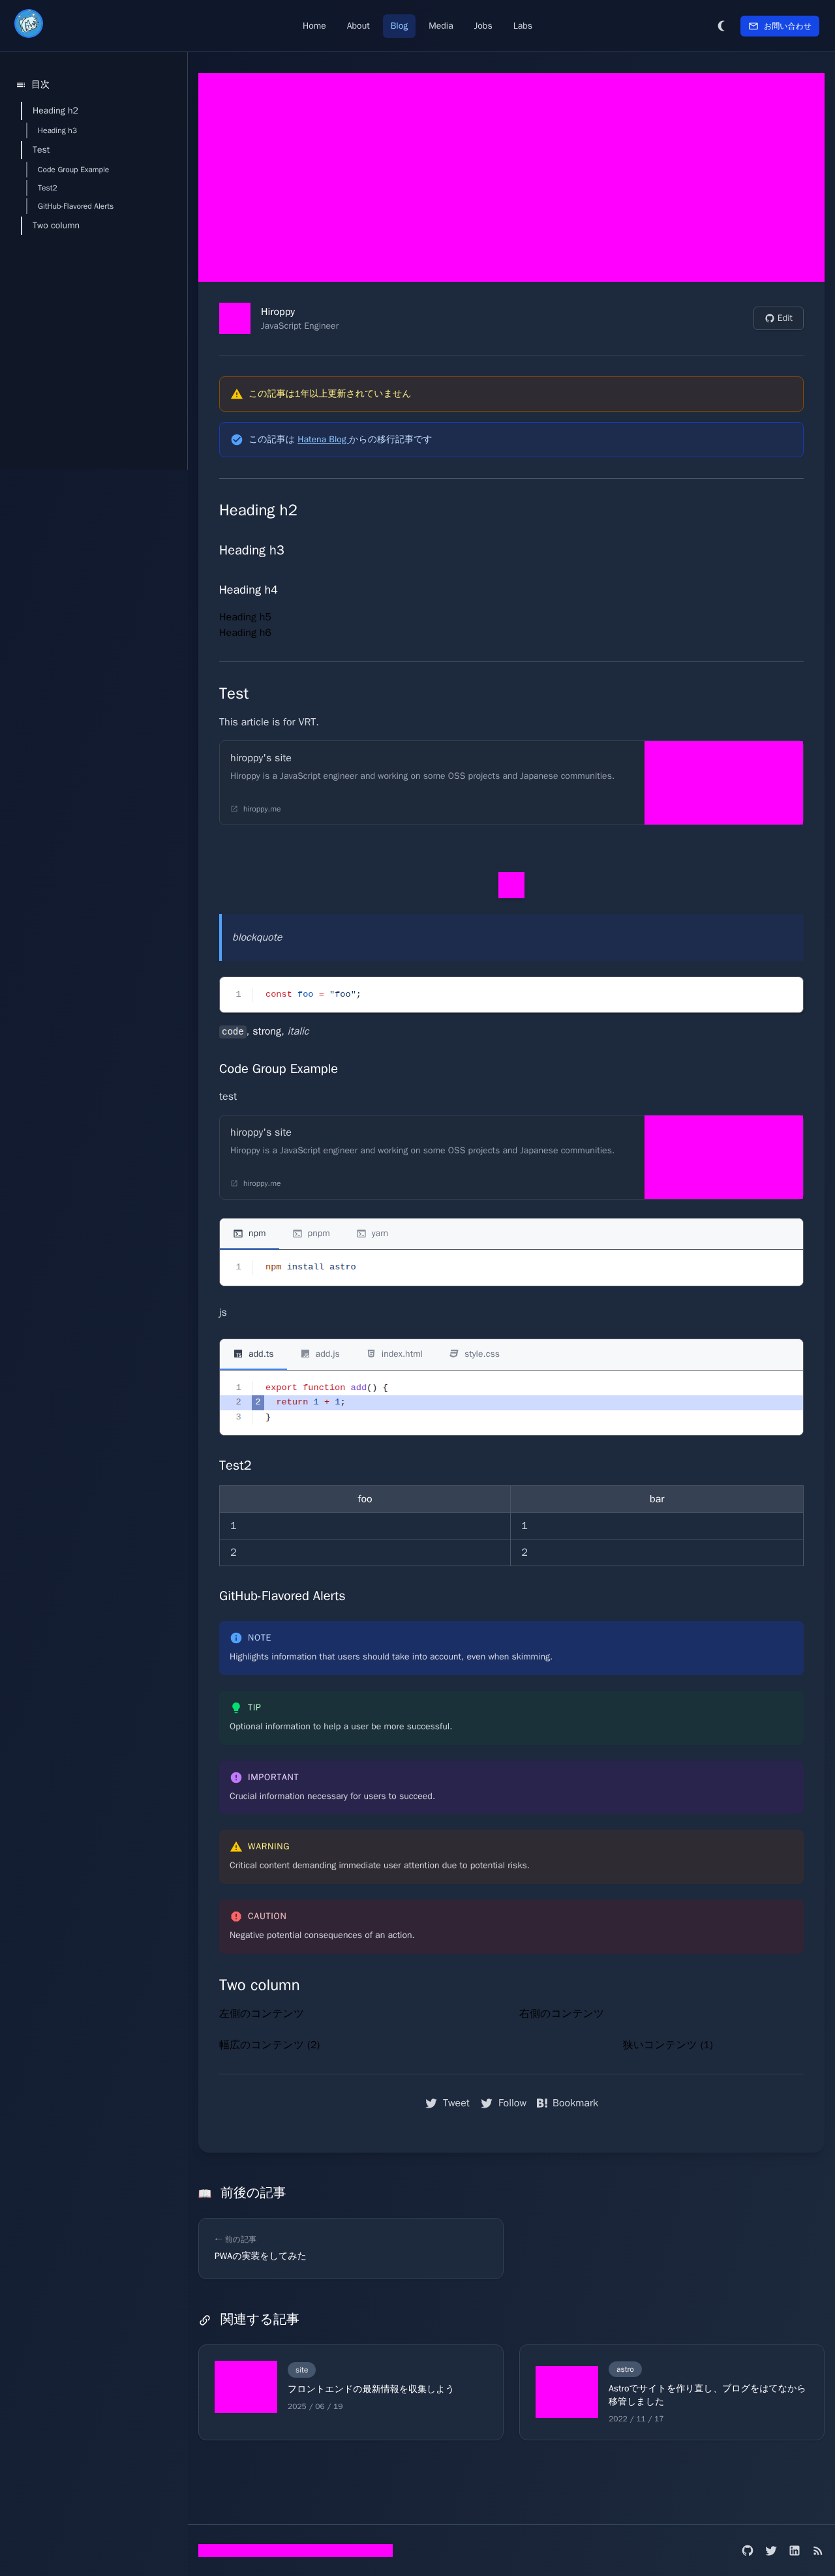 Home About Blog Media Jobs Labs お問い合わせ
目次
Heading h2
Heading h3
Test
Code Group Example
Test2
GitHub-Flavored Alerts
Two column
Hiroppy
JavaScript Engineer
Edit
この記事は1年以上更新されていません
この記事は Hatena Blog からの移行記事です
Heading h2
Heading h3
Heading h4
Heading h5
Heading h6
Test
This article is for VRT.
hiroppy's site
Hiroppy is a JavaScript engineer and working on some OSS projects and Japanese communities.
hiroppy.me
blockquote
1 const foo = "foo";
code, strong, italic
Code Group Example
test
hiroppy's site
Hiroppy is a JavaScript engineer and working on some OSS projects and Japanese communities.
hiroppy.me
npm pnpm yarn
1 npm install astro
js
add.ts add.js index.html style.css
1 export function add() {
2 2 return 1 + 1;
3 }
Test2
foo bar
1 1
2 2
GitHub-Flavored Alerts
NOTE
Highlights information that users should take into account, even when skimming.
TIP
Optional information to help a user be more successful.
IMPORTANT
Crucial information necessary for users to succeed.
WARNING
Critical content demanding immediate user attention due to potential risks.
CAUTION
Negative potential consequences of an action.
Two column
左側のコンテンツ 右側のコンテンツ
幅広のコンテンツ (2) 狭いコンテンツ (1)
Tweet Follow B! Bookmark
前後の記事
← 前の記事
PWAの実装をしてみた
関連する記事
site
フロントエンドの最新情報を収集しよう
2025 / 06 / 19
astro
Astroでサイトを作り直し、ブログをはてなから
移管しました
2022 / 11 / 17